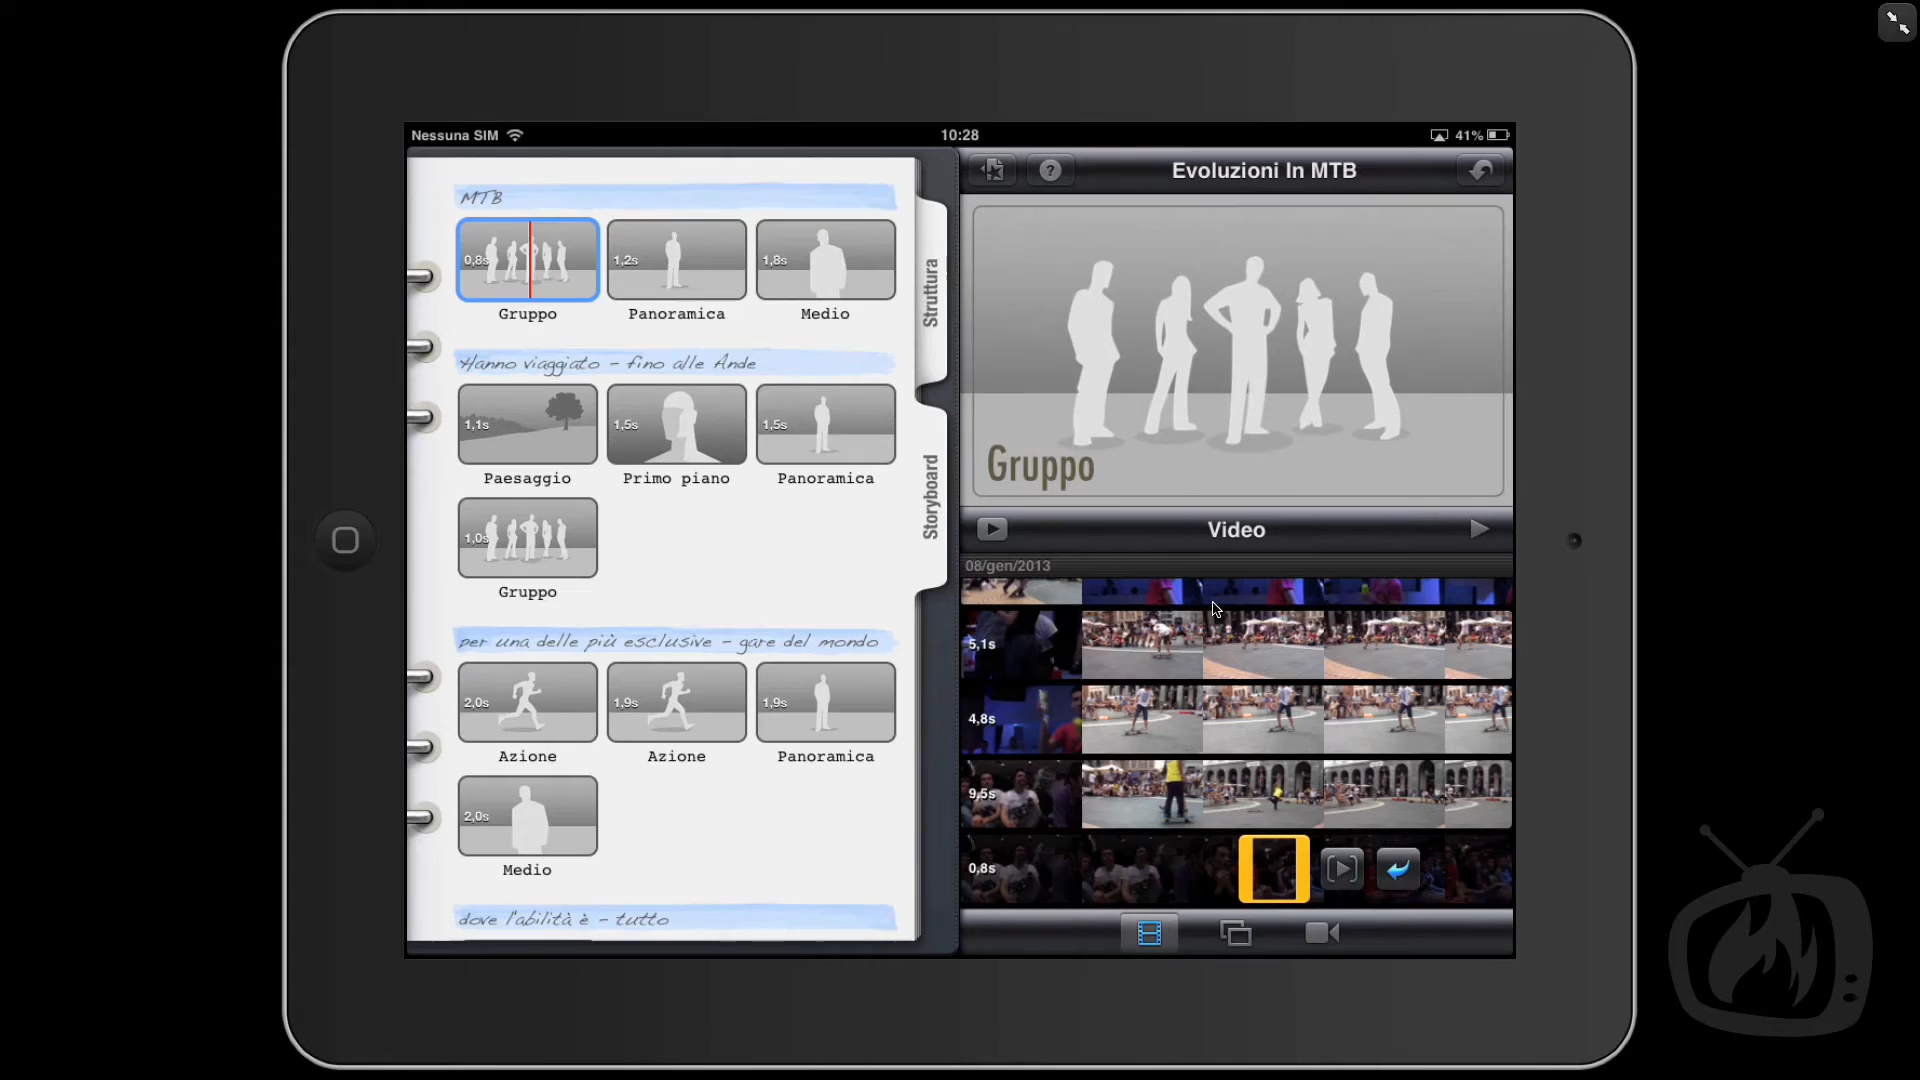 Nessuna SIM
10:28
41%
MTB
0,8s
1,2s
1,8s
Gruppo
Panoramica
Medio
Hanno viaggiato - fino alle Ande
1,1s
1,5s
1,5s
Paesaggio
Primo piano
Panoramica
1,0s
Gruppo
per una delle più esclusive - gare del mondo
2,0s
1,9s
1,9s
Azione
Azione
Panoramica
2,0s
Medio
dove l'abilità è - tutto
Struttura
Storyboard
?
Evoluzioni In MTB
Gruppo
Video
08/gen/2013
5,1s
4,8s
9,5s
0,8s